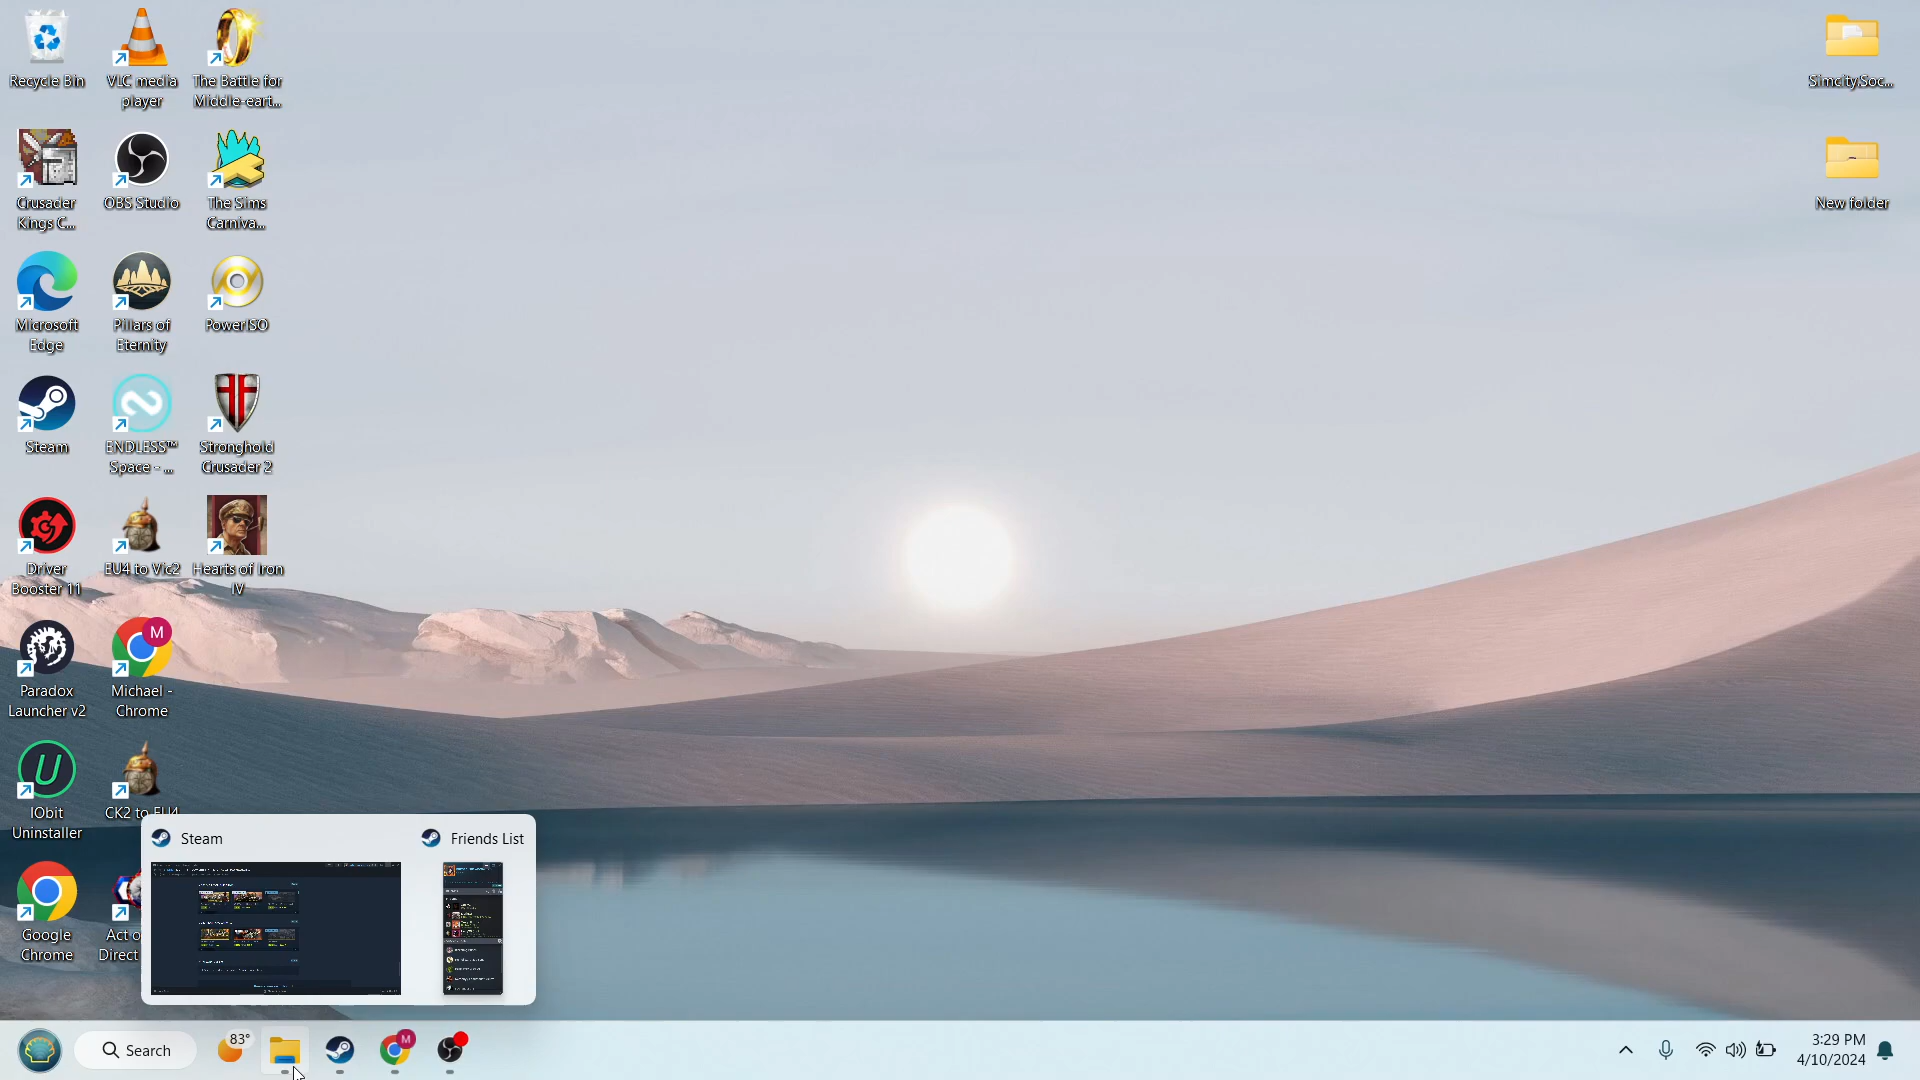 Recycle Bin
VLC media
player
The Battle for
Middle-eart...
Simcity.Soc...
Crusader
Kings C...
OBS Studio
The Sims
Carniva...
New folder
Microsoft
Edge
Pillars of
Eternity
PowerISO
Steam
ENDLESS™
Space - ...
Stronghold
Crusader 2
Driver
Booster 11
EU4 to Vic2
Hearts of Iron
IV
Paradox
Launcher v2
M
Michael -
Chrome
IObit
Uninstaller
CK2 to EU4
Google
Chrome
Act o
Direct
Steam
Friends List
Search
83°
M
3:29 PM
4/10/2024